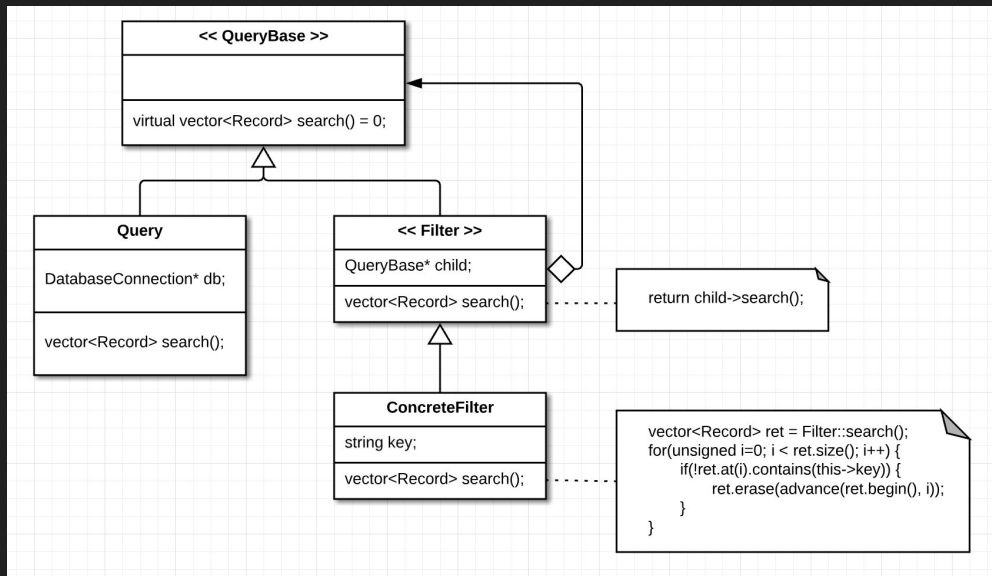 << QueryBase >>
virtual vector<Record> search() = 0;
Query
DatabaseConnection* db;
vector<Record> search();
<< Filter >>
QueryBase* child;
vector<Record> search();
return child->search();
ConcreteFilter
string key;
vector<Record> search();
vector<Record> ret = Filter::search();
for(unsigned i=0; i < ret.size(); i++) {
if(!ret.at(i).contains(this->key)) {
ret.erase(advance(ret.begin(), i));
}
}